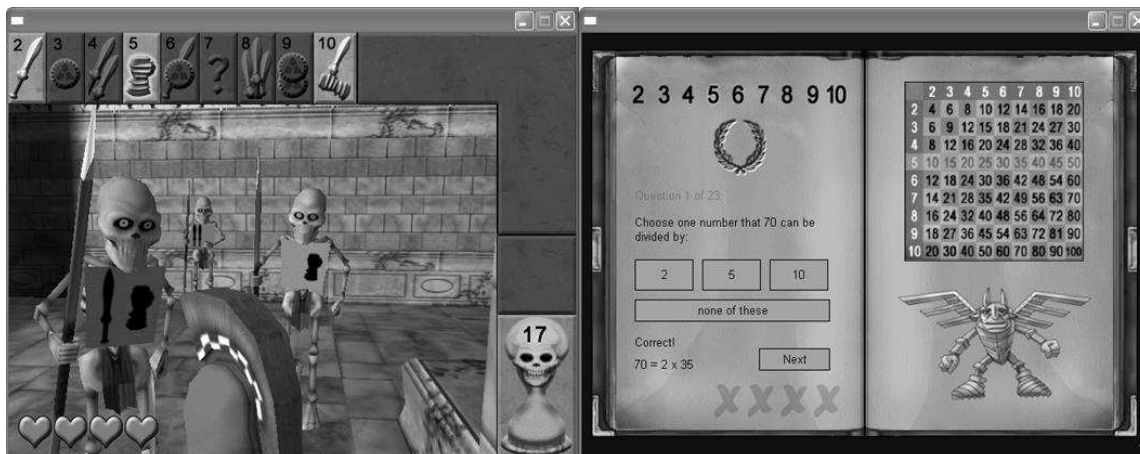 2 3 4 5 6 7 8 9 10
17
2 3 4 5 6 7 8 9 10
Question 1 of 23:
Choose one number that 70 can be
divided by:
2 5 10
none of these
Correct!
70 = 2 x 35
Next
X X X X
2 3 4 5 6 7 8 9 10
2 4 6 8 10 12 14 16 18 20
3 6 9 12 15 18 21 24 27 30
4 8 12 16 20 24 28 32 36 40
5 10 15 20 25 30 35 40 45 50
6 12 18 24 30 36 42 48 54 60
7 14 21 28 35 42 49 56 63 70
8 16 24 32 40 48 56 64 72 80
9 18 27 36 45 54 63 72 81 90
10 20 30 40 50 60 70 80 90 100